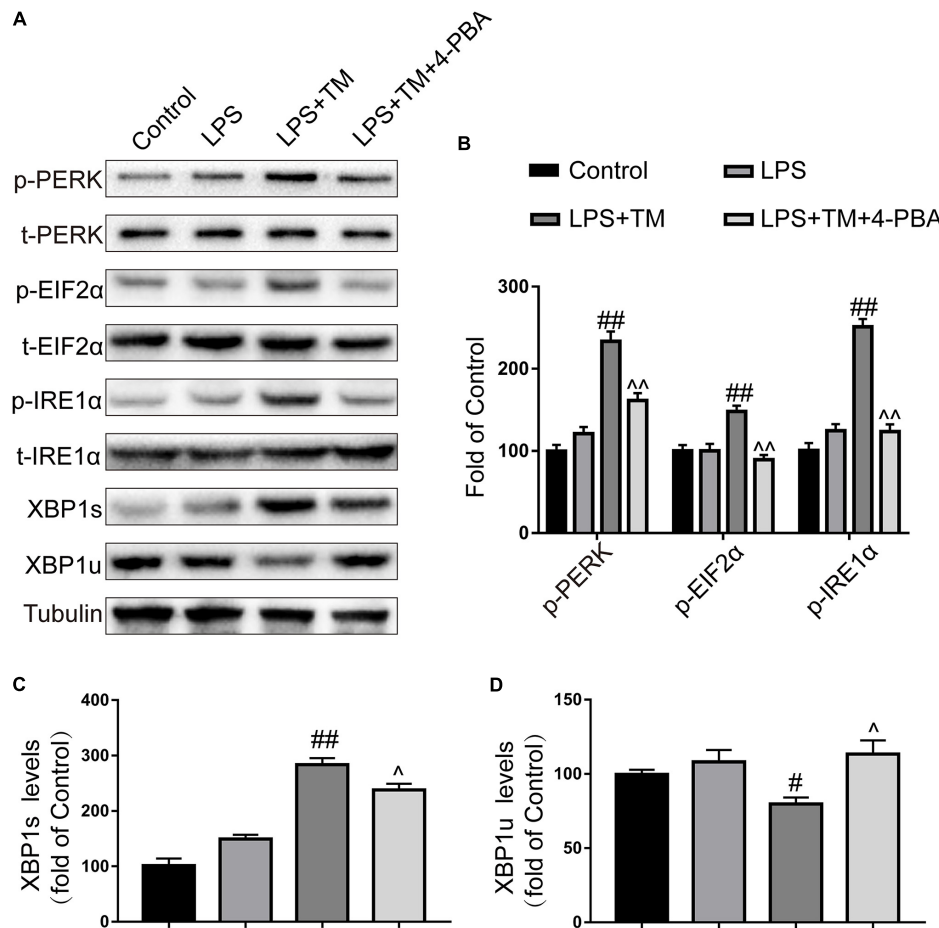 A
Control
LPS
LPS+TM
LPS+TM+4-PBA
p-PERK
t-PERK
p-EIF2α
t-EIF2α
p-IRE1α
t-IRE1α
XBP1s
XBP1u
Tubulin
B
Control
LPS
LPS+TM
LPS+TM+4-PBA
Fold of Control
300
200
100
0
##
^^
##
^^
##
^^
p-PERK
p-EIF2α
p-IRE1α
C
XBP1s levels
(fold of Control)
400
300
200
100
0
##
^
D
XBP1u levels
(fold of Control)
150
100
50
0
#
^